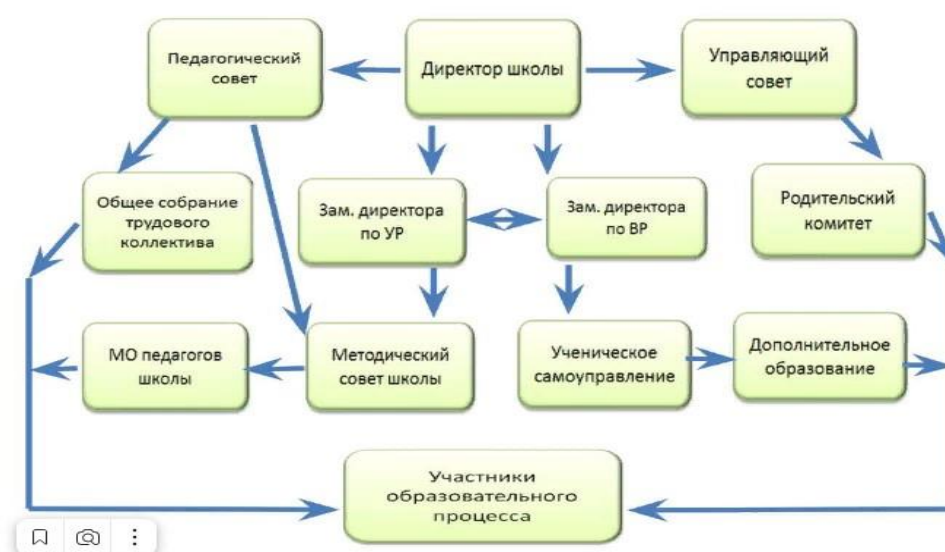 Педагогический
совет
Директор школы
Управляющий
совет
Общее собрание
трудового
коллектива
Зам. директора
по УР
Зам. директора
по ВР
Родительский
комитет
МО педагогов
школы
Методический
совет школы
Ученическое
самоуправление
Дополнительное
образование
Участники
образовательного
процесса